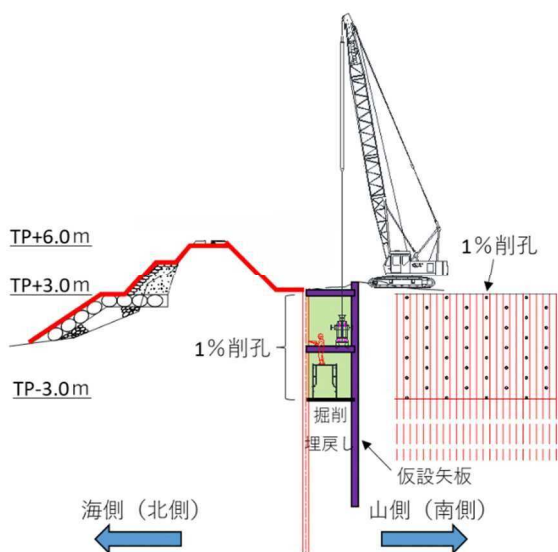 TP+6.0m
1%削孔
TP+3.0m
1%削孔
TP-3.0m
掘削
埋戻し
仮設矢板
海側（北側）
山側（南側）